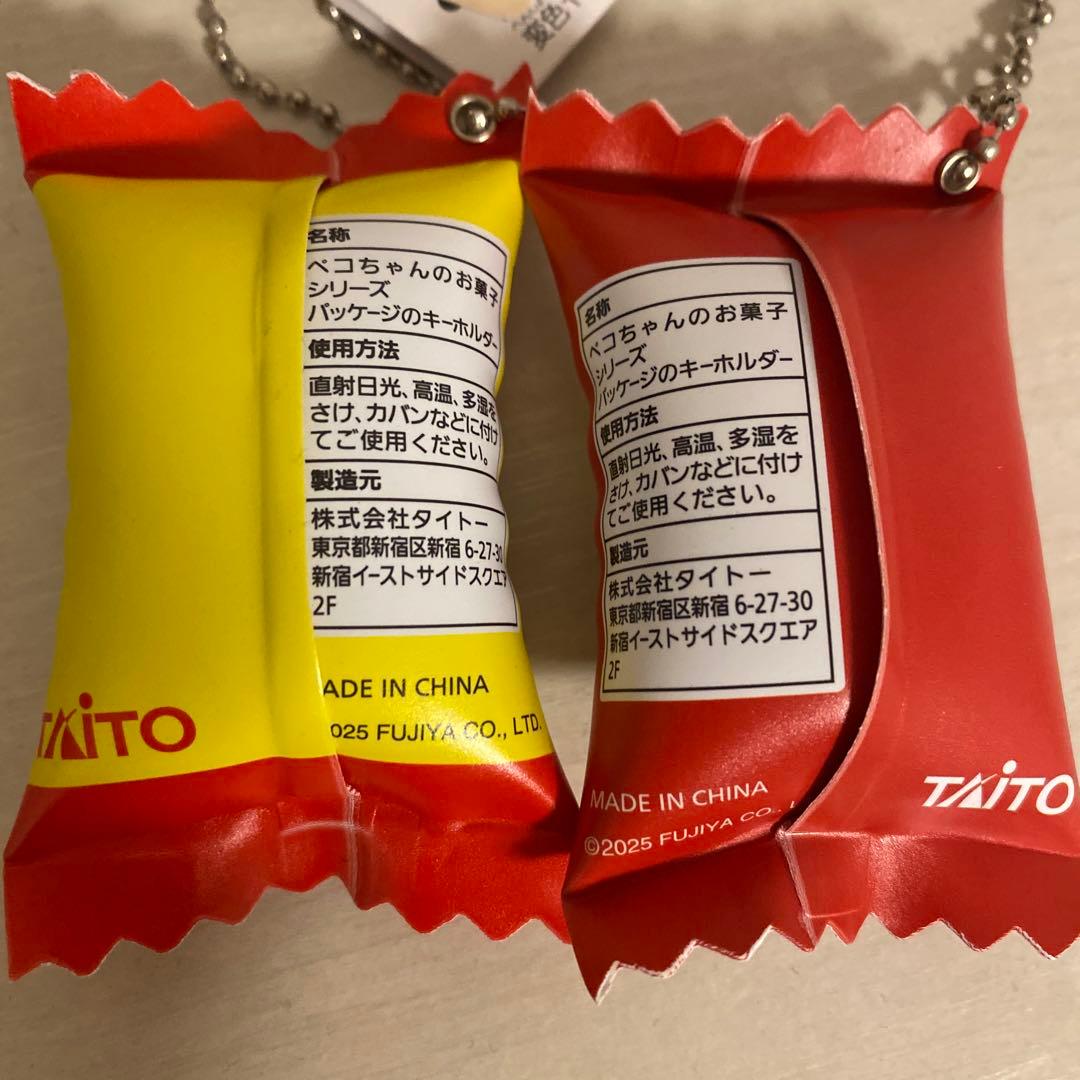 変色
名称
ペコちゃんのお菓子
シリーズ
パッケージのキーホルダー
使用方法
直射日光、高温、多湿を
さけ、カバンなどに付け
てご使用ください。
製造元
株式会社タイトー
東京都新宿区新宿 6-27-30
新宿イーストサイドスクエア
2F
ADE IN CHINA
025 FUJIYA CO., LTD.
TAITO
名称
ペコちゃんのお菓子
シリーズ
パッケージのキーホルダー
使用方法
直射日光、高温、多湿を
さけ、カバンなどに付け
てご使用ください。
製造元
株式会社タイトー
東京都新宿区新宿 6-27-30
新宿イーストサイドスクエア
2F
MADE IN CHINA
©2025 FUJIYA CO., L
TAITO